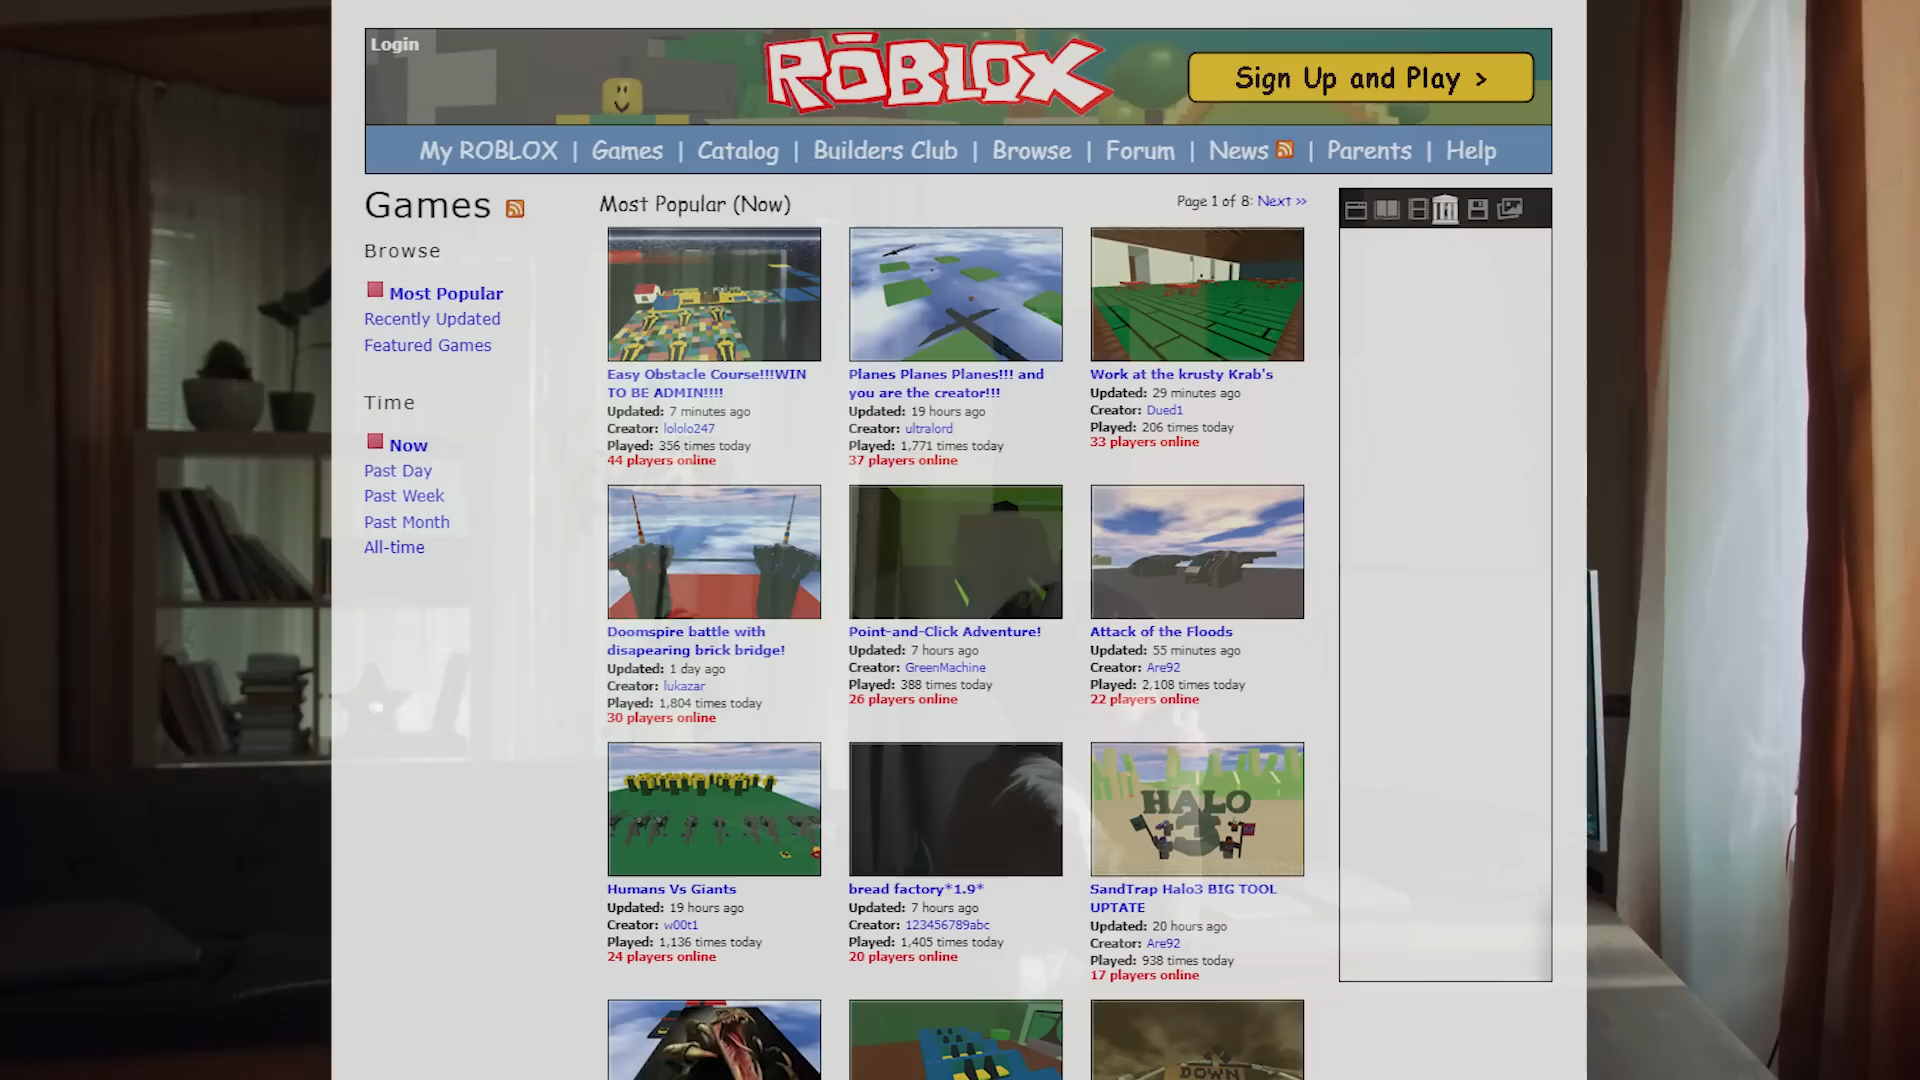 Login
ROBLOX
Sign Up and Play >
My ROBLOX | Games | Catalog | Builders Club | Browse | Forum | News | Parents | Help
Games
Browse
Most Popular
Recently Updated
Featured Games
Time
Now
Past Day
Past Week
Past Month
All-time
Most Popular (Now)
Page 1 of 8: Next >>
Easy Obstacle Course!!!WIN
TO BE ADMIN!!!!
Updated: 7 minutes ago
Creator: lololo247
Played: 356 times today
44 players online
Planes Planes Planes!!! and
you are the creator!!!
Updated: 19 hours ago
Creator: ultralord
Played: 1,771 times today
37 players online
Work at the krusty Krab's
Updated: 29 minutes ago
Creator: Dued1
Played: 206 times today
33 players online
Doomspire battle with
disapearing brick bridge!
Updated: 1 day ago
Creator: lukazar
Played: 1,804 times today
30 players online
Point-and-Click Adventure!
Updated: 7 hours ago
Creator: GreenMachine
Played: 388 times today
26 players online
Attack of the Floods
Updated: 55 minutes ago
Creator: Are92
Played: 2,108 times today
22 players online
HALO
3
Humans Vs Giants
Updated: 19 hours ago
Creator: w00t1
Played: 1,136 times today
24 players online
bread factory*1.9*
Updated: 7 hours ago
Creator: 123456789abc
Played: 1,405 times today
20 players online
SandTrap Halo3 BIG TOOL
UPTATE
Updated: 20 hours ago
Creator: Are92
Played: 938 times today
17 players online
DOWN